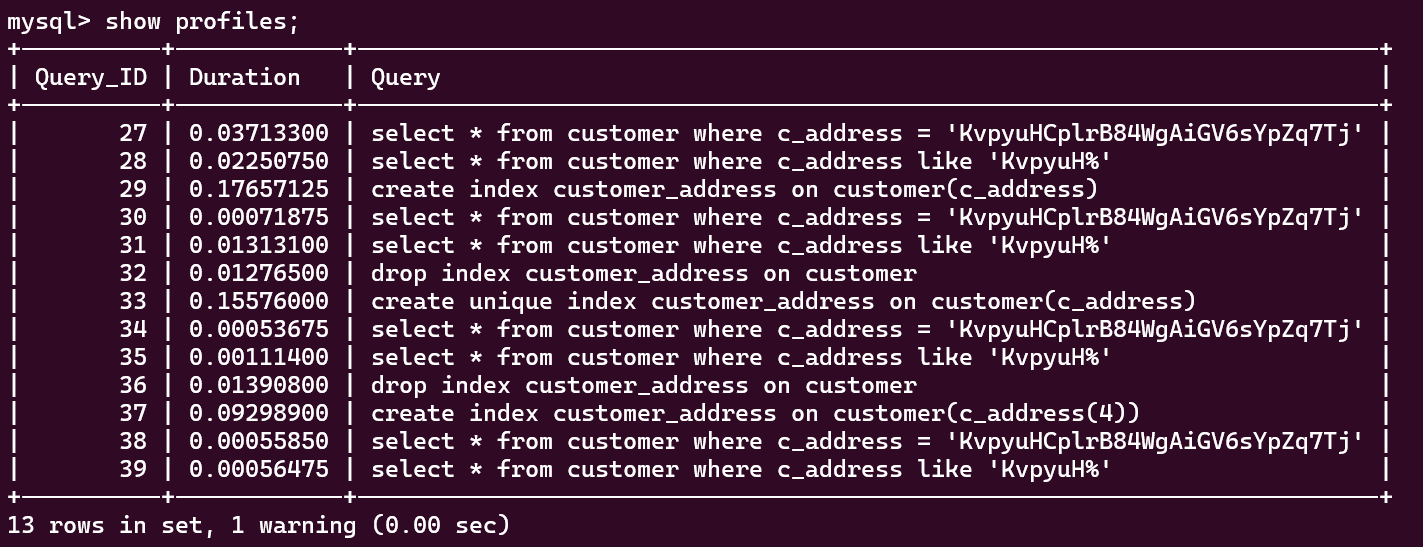 mysql> show profiles;
+----------+------------+---------------------------------------------------------------------------+
| Query_ID | Duration   | Query                                                                     |
+----------+------------+---------------------------------------------------------------------------+
|       27 | 0.03713300 | select * from customer where c_address = 'KvpyuHCplrB84WgAiGV6sYpZq7Tj' |
|       28 | 0.02250750 | select * from customer where c_address like 'KvpyuH%'                    |
|       29 | 0.17657125 | create index customer_address on customer(c_address)                     |
|       30 | 0.00071875 | select * from customer where c_address = 'KvpyuHCplrB84WgAiGV6sYpZq7Tj' |
|       31 | 0.01313100 | select * from customer where c_address like 'KvpyuH%'                    |
|       32 | 0.01276500 | drop index customer_address on customer                                  |
|       33 | 0.15576000 | create unique index customer_address on customer(c_address)              |
|       34 | 0.00053675 | select * from customer where c_address = 'KvpyuHCplrB84WgAiGV6sYpZq7Tj' |
|       35 | 0.00111400 | select * from customer where c_address like 'KvpyuH%'                    |
|       36 | 0.01390800 | drop index customer_address on customer                                  |
|       37 | 0.09298900 | create index customer_address on customer(c_address(4))                  |
|       38 | 0.00055850 | select * from customer where c_address = 'KvpyuHCplrB84WgAiGV6sYpZq7Tj' |
|       39 | 0.00056475 | select * from customer where c_address like 'KvpyuH%'                    |
+----------+------------+---------------------------------------------------------------------------+
13 rows in set, 1 warning (0.00 sec)